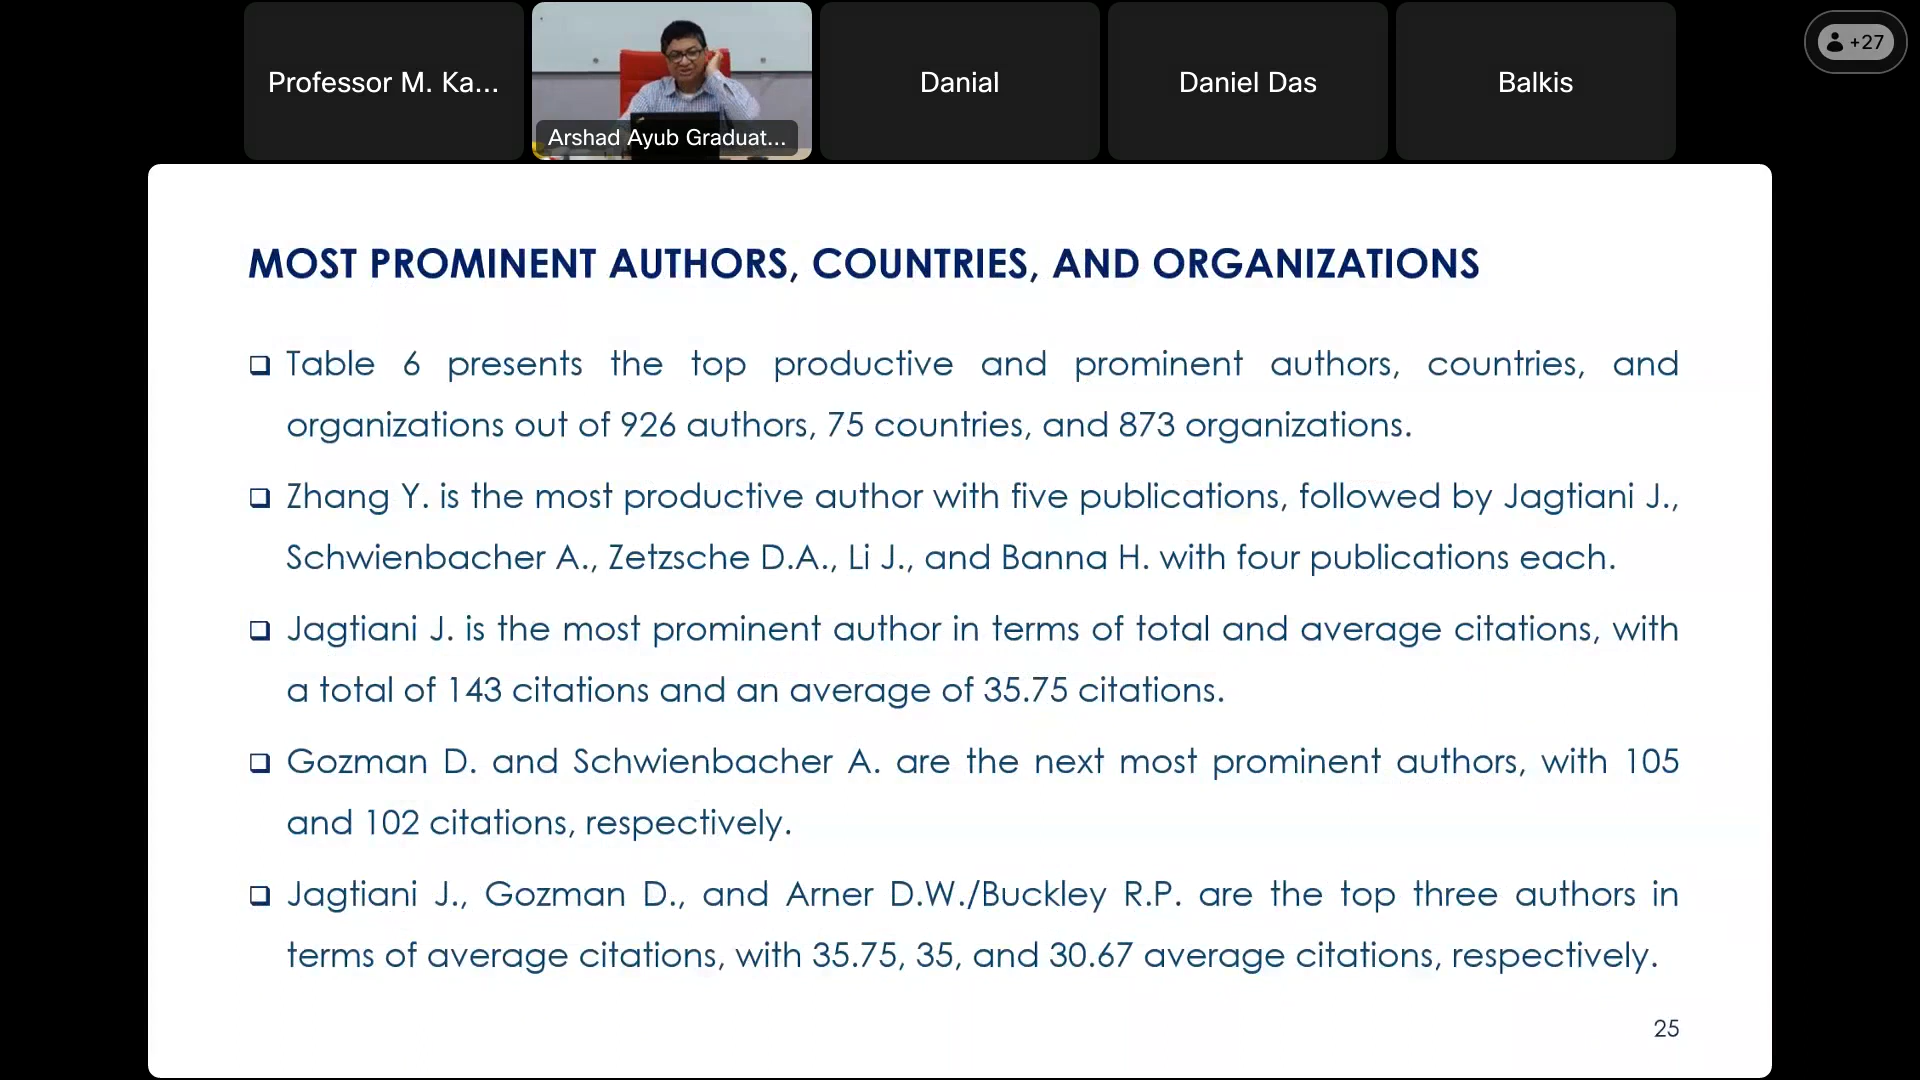 Professor M. Ka...
Arshad Ayub Graduat...
Danial
Daniel Das
Balkis
+27
MOST PROMINENT AUTHORS, COUNTRIES, AND ORGANIZATIONS
❑ Table 6 presents the top productive and prominent authors, countries, and
organizations out of 926 authors, 75 countries, and 873 organizations.
❑ Zhang Y. is the most productive author with five publications, followed by Jagtiani J.,
Schwienbacher A., Zetzsche D.A., Li J., and Banna H. with four publications each.
❑ Jagtiani J. is the most prominent author in terms of total and average citations, with
a total of 143 citations and an average of 35.75 citations.
❑ Gozman D. and Schwienbacher A. are the next most prominent authors, with 105
and 102 citations, respectively.
❑ Jagtiani J., Gozman D., and Arner D.W./Buckley R.P. are the top three authors in
terms of average citations, with 35.75, 35, and 30.67 average citations, respectively.
25